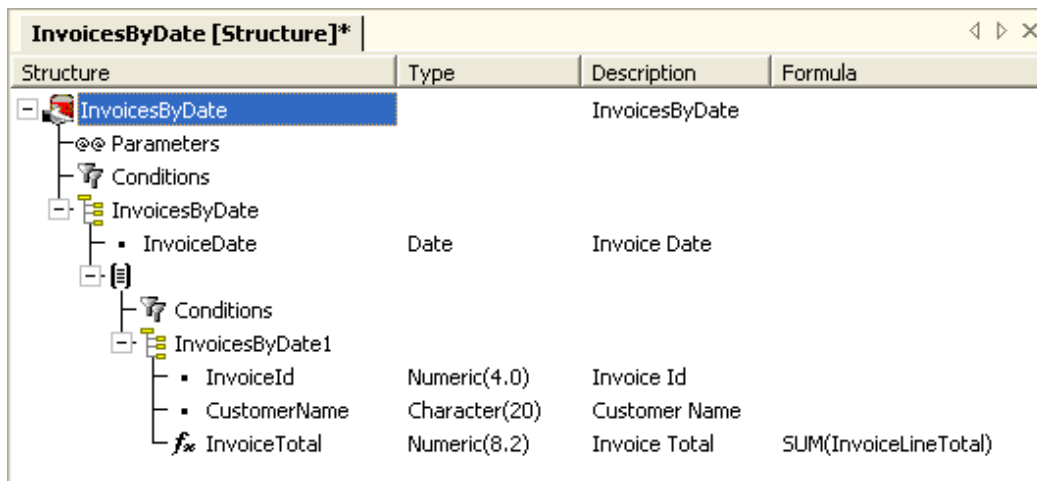 InvoicesByDate [Structure]*
Structure Type Description Formula
InvoicesByDate InvoicesByDate
@@ Parameters
Conditions
InvoicesByDate
InvoiceDate Date Invoice Date
Conditions
InvoicesByDate1
InvoiceId Numeric(4.0) Invoice Id
CustomerName Character(20) Customer Name
fx InvoiceTotal Numeric(8.2) Invoice Total SUM(InvoiceLineTotal)